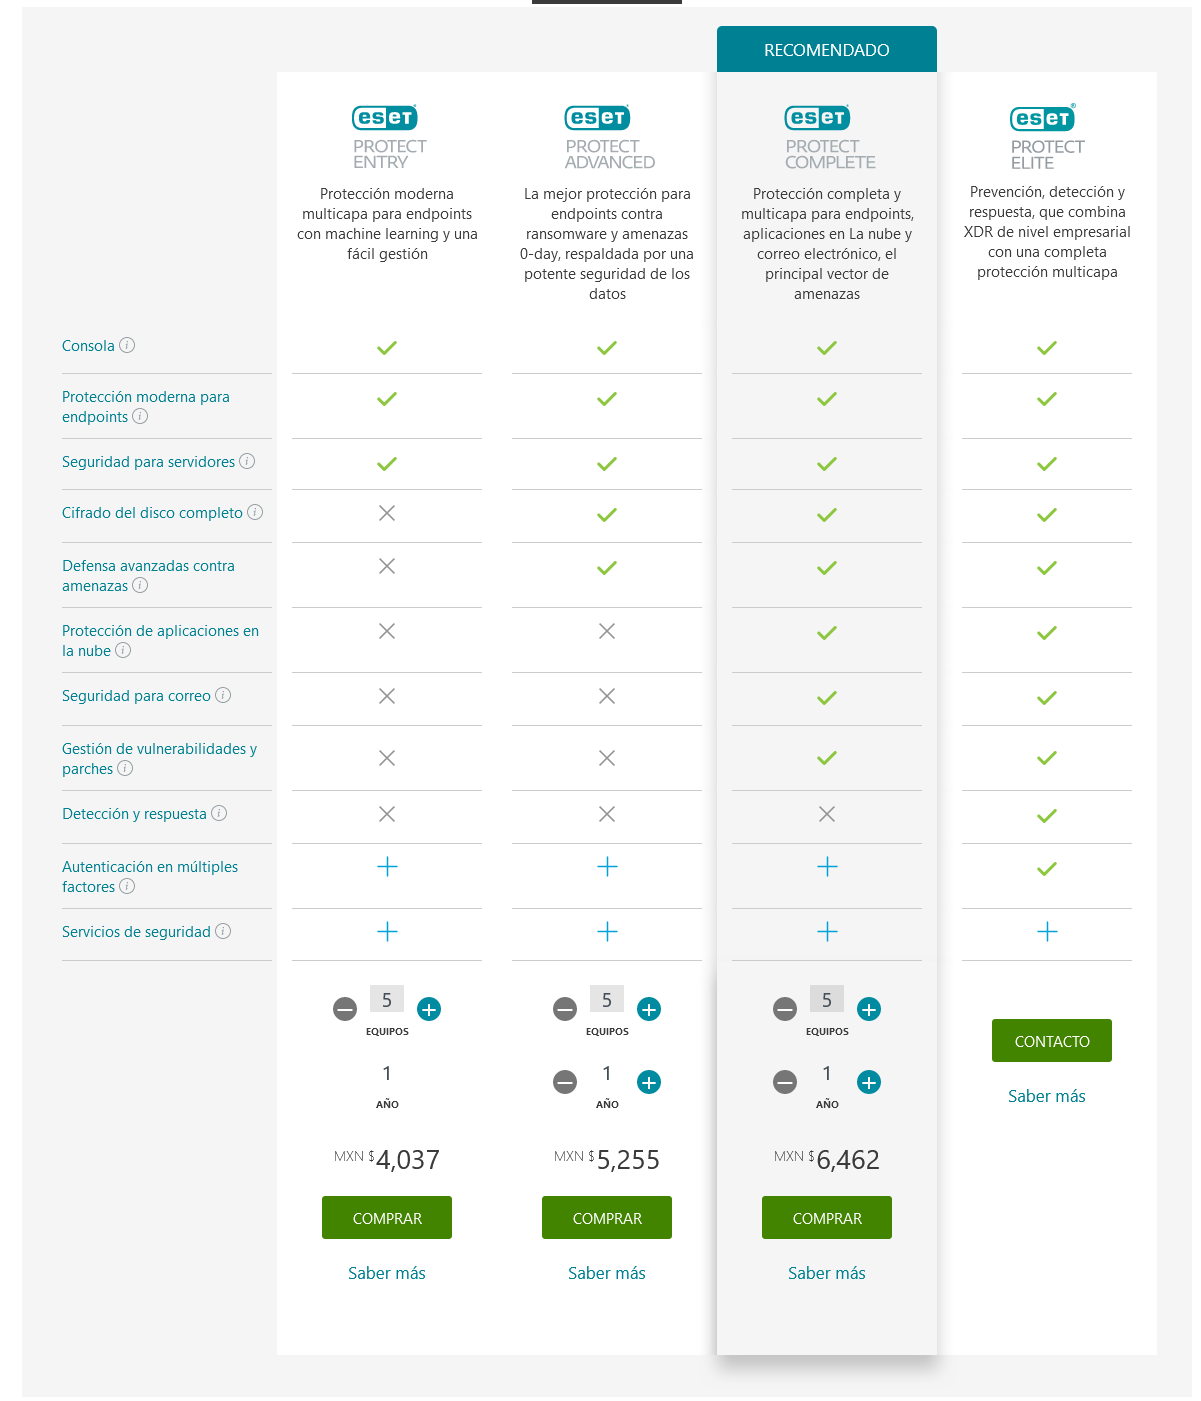 RECOMENDADO
eseT
PROTECT
ENTRY
Protección moderna
multicapa para endpoints
con machine learning y una
fácil gestión
eseT
PROTECT
ADVANCED
La mejor protección para
endpoints contra
ransomware y amenazas
0-day, respaldada por una
potente seguridad de los
datos
eseT
PROTECT
COMPLETE
Protección completa y
multicapa para endpoints,
aplicaciones en La nube y
correo electrónico, el
principal vector de
amenazas
eseT®
PROTECT
ELITE
Prevención, detección y
respuesta, que combina
XDR de nivel empresarial
con una completa
protección multicapa
Consola i
Protección moderna para
endpoints i
Seguridad para servidores i
Cifrado del disco completo i
Defensa avanzadas contra
amenazas i
Protección de aplicaciones en
la nube i
Seguridad para correo i
Gestión de vulnerabilidades y
parches i
Detección y respuesta i
Autenticación en múltiples
factores i
Servicios de seguridad i
5
EQUIPOS
1
AÑO
MXN $4,037
COMPRAR
Saber más
5
EQUIPOS
1
AÑO
MXN $5,255
COMPRAR
Saber más
5
EQUIPOS
1
AÑO
MXN $6,462
COMPRAR
Saber más
CONTACTO
Saber más